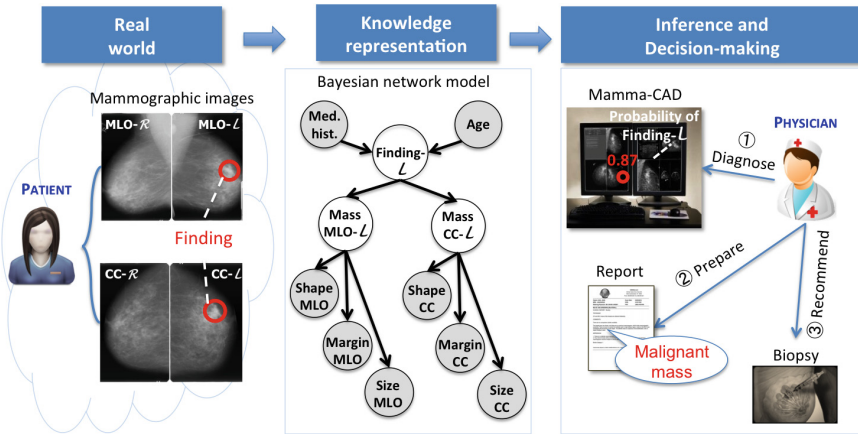 Real
world
Knowledge
representation
Inference and
Decision-making
Mammographic images
MLO-R
MLO-L
PATIENT
Finding
CC-R
CC-L
Bayesian network model
Med.
hist.
Age
Finding-
L
Mass
MLO-L
Mass
CC-L
Shape
MLO
Shape
CC
Margin
MLO
Margin
CC
Size
MLO
Size
CC
Mamma-CAD
Probability of
Finding-L
0.87
PHYSICIAN
①
Diagnose
② Prepare
③ Recommend
Report
Malignant
mass
Biopsy